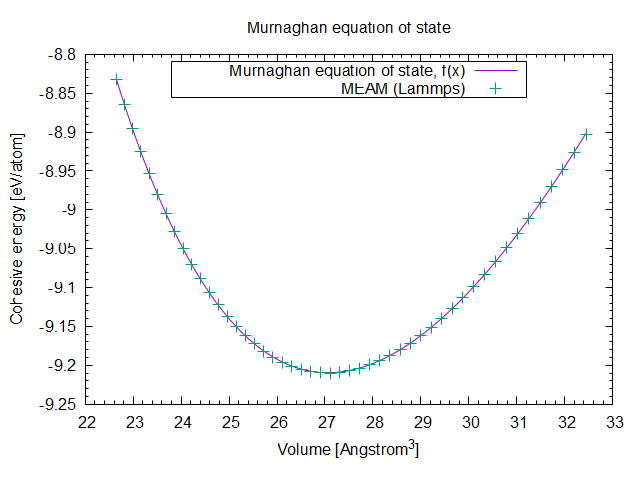 Murnaghan equation of state
-8.8
-8.85
-8.9
-8.95
-9
-9.05
-9.1
-9.15
-9.2
-9.25
Cohesive energy [eV/atom]
Murnaghan equation of state, f(x)
MEAM (Lammps)
22 23 24 25 26 27 28 29 30 31 32 33
Volume [Angstrom³]